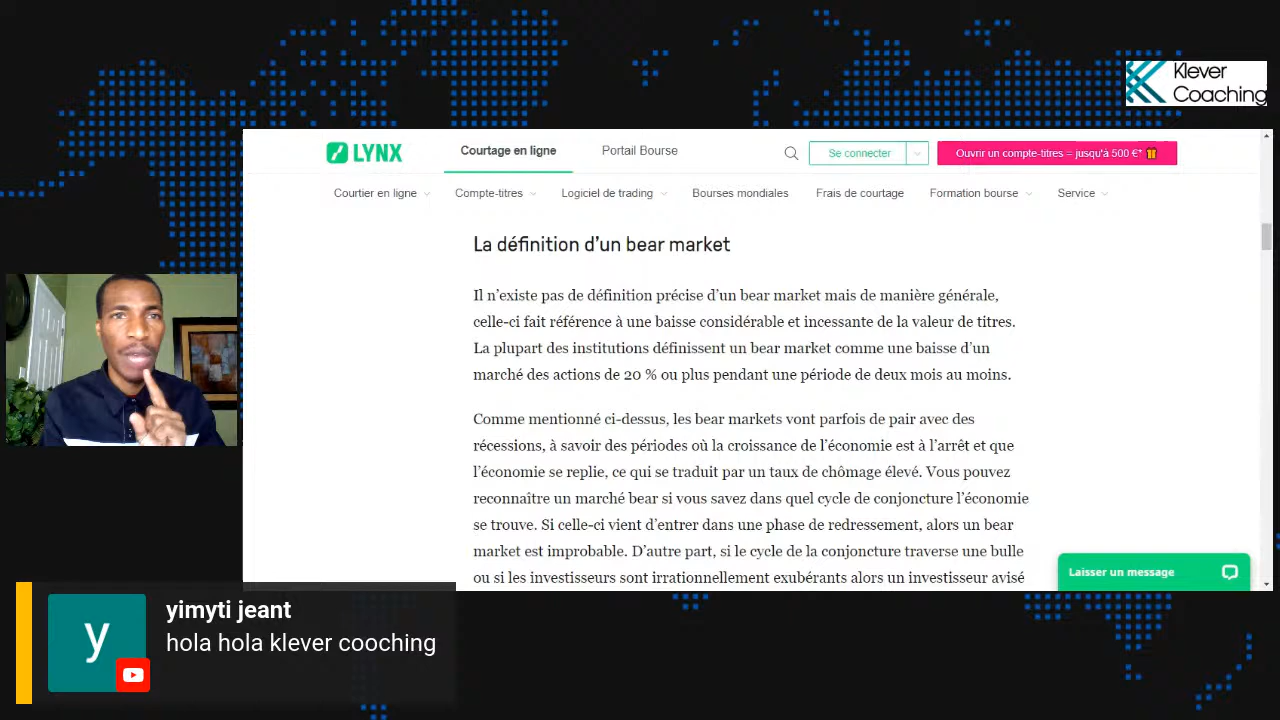 Klever
Coaching
LYNX
Courtage en ligne
Portail Bourse
Se connecter
Ouvrir un compte-titres = jusqu'à 500 €*
Courtier en ligne
Compte-titres
Logiciel de trading
Bourses mondiales
Frais de courtage
Formation bourse
Service
La définition d’un bear market
Il n’existe pas de définition précise d’un bear market mais de manière générale,
celle-ci fait référence à une baisse considérable et incessante de la valeur de titres.
La plupart des institutions définissent un bear market comme une baisse d’un
marché des actions de 20 % ou plus pendant une période de deux mois au moins.
Comme mentionné ci-dessus, les bear markets vont parfois de pair avec des
récessions, à savoir des périodes où la croissance de l’économie est à l’arrêt et que
l’économie se replie, ce qui se traduit par un taux de chômage élevé. Vous pouvez
reconnaître un marché bear si vous savez dans quel cycle de conjoncture l’économie
se trouve. Si celle-ci vient d’entrer dans une phase de redressement, alors un bear
market est improbable. D’autre part, si le cycle de la conjoncture traverse une bulle
ou si les investisseurs sont irrationnellement exubérants alors un investisseur avisé
Laisser un message
y
yimyti jeant
hola hola klever cooching